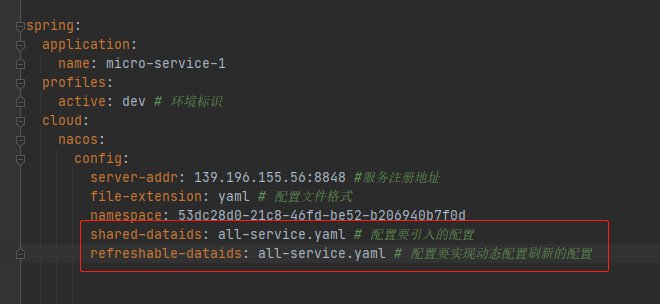 spring:
application:
name: micro-service-1
profiles:
active: dev # 环境标识
cloud:
nacos:
config:
server-addr: 139.196.155.56:8848 #服务注册地址
file-extension: yaml # 配置文件格式
namespace: 53dc28d0-21c8-46fd-be52-b206940b7f0d
shared-dataids: all-service.yaml # 配置要引入的配置
refreshable-dataids: all-service.yaml # 配置要实现动态配置刷新的配置